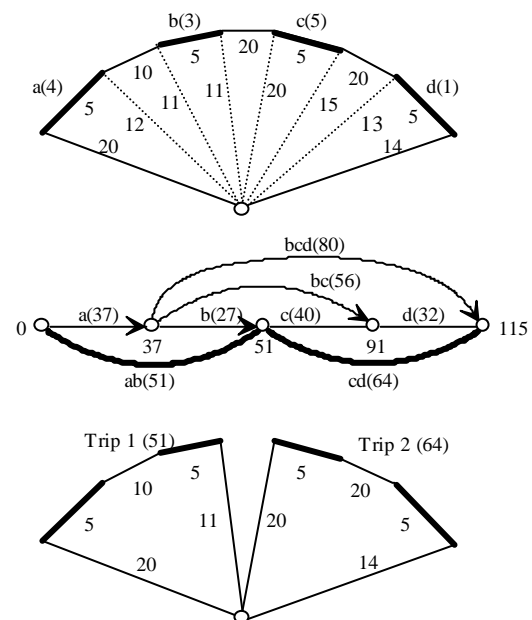 b(3) 20 c(5)
a(4) 10 5 5 20 d(1)
5 11 11 20 15 5
12 13
20 14
bcd(80)
bc(56)
0 a(37) b(27) c(40) d(32) 115
37 51 91
ab(51) cd(64)
Trip 1 (51) Trip 2 (64)
5 5
10 20
5 11 20 5
20 14